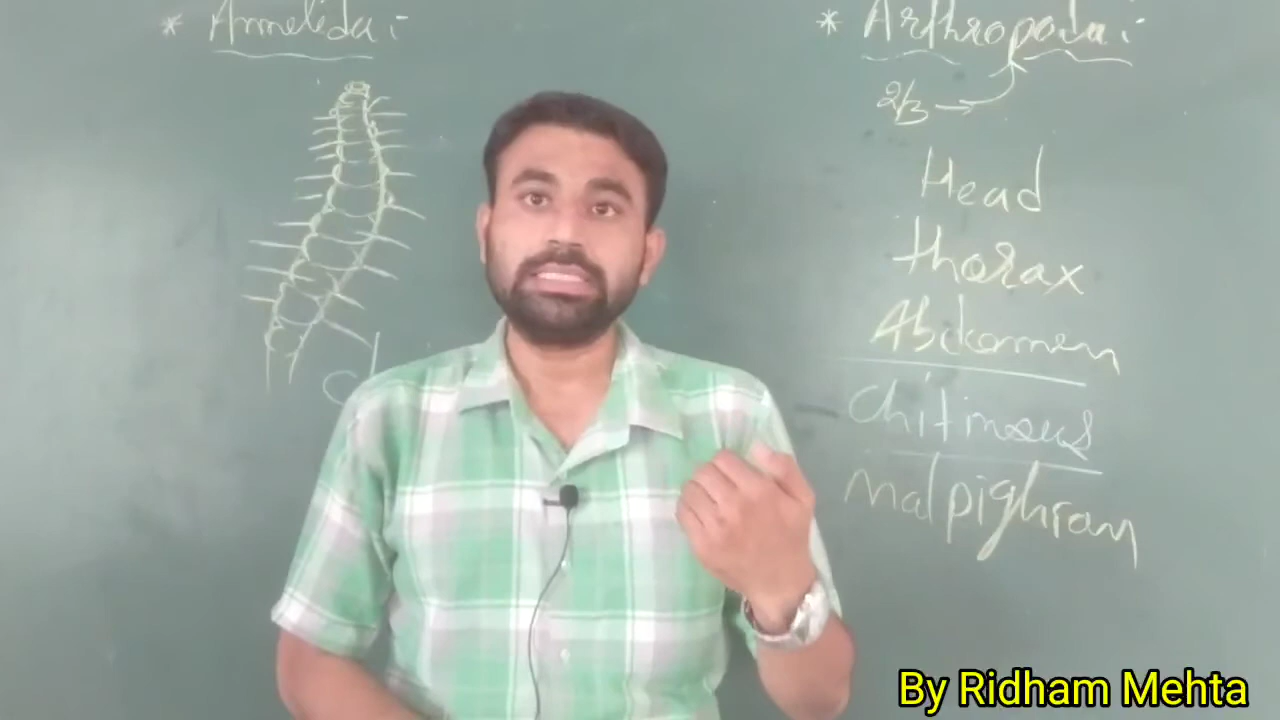 * Annelida :-
* Arthropoda :-
2/3 →
Head
thorax
Abdomen
chitinous
malpighian
By Ridham Mehta